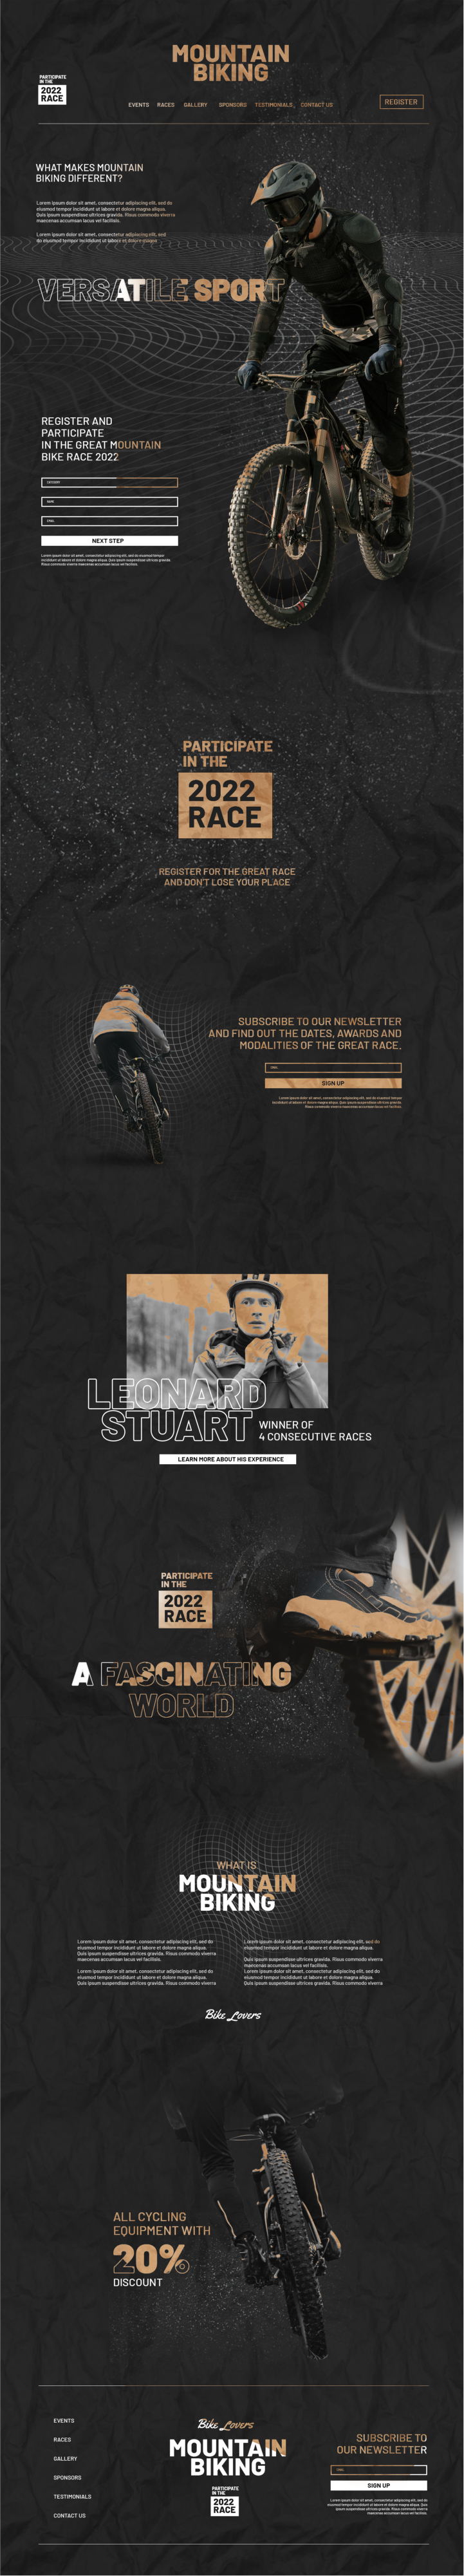 MOUNTAIN
BIKING
PARTICIPATE
IN THE
2022
RACE
EVENTS RACES GALLERY SPONSORS TESTIMONIALS CONTACT US
REGISTER
WHAT MAKES MOUNTAIN
BIKING DIFFERENT?
Lorem ipsum dolor sit amet, consectetur adipiscing elit, sed do
eiusmod tempor incididunt ut labore et dolore magna aliqua.
Quis ipsum suspendisse ultrices gravida. Risus commodo viverra
maecenas accumsan lacus vel facilisis.
Lorem ipsum dolor sit amet, consectetur adipiscing elit, sed
do eiusmod tempor incididunt ut labore et dolore magna
VERSATILE SPORT
REGISTER AND
PARTICIPATE
IN THE GREAT MOUNTAIN
BIKE RACE 2022
CATEGORY
NAME
EMAIL
NEXT STEP
Lorem ipsum dolor sit amet, consectetur adipiscing elit, sed do eiusmod tempor
incididunt ut labore et dolore magna aliqua. Quis ipsum suspendisse ultrices gravida.
Risus commodo viverra maecenas accumsan lacus vel facilisis.
PARTICIPATE
IN THE
2022
RACE
REGISTER FOR THE GREAT RACE
AND DON'T LOSE YOUR PLACE
SUBSCRIBE TO OUR NEWSLETTER
AND FIND OUT THE DATES, AWARDS AND
MODALITIES OF THE GREAT RACE.
EMAIL
SIGN UP
Lorem ipsum dolor sit amet, consectetur adipiscing elit, sed do eiusmod tempor
incididunt ut labore et dolore magna aliqua. Quis ipsum suspendisse ultrices gravida.
Risus commodo viverra maecenas accumsan lacus vel facilisis.
LEONARD
STUART
WINNER OF
4 CONSECUTIVE RACES
LEARN MORE ABOUT HIS EXPERIENCE
PARTICIPATE
IN THE
2022
RACE
A FASCINATING
WORLD
WHAT IS
MOUNTAIN
BIKING
Lorem ipsum dolor sit amet, consectetur adipiscing elit, sed do
eiusmod tempor incididunt ut labore et dolore magna aliqua.
Quis ipsum suspendisse ultrices gravida. Risus commodo viverra
maecenas accumsan lacus vel facilisis.
Lorem ipsum dolor sit amet, consectetur adipiscing elit, sed do
eiusmod tempor incididunt ut labore et dolore magna aliqua.
Quis ipsum suspendisse ultrices gravida. Risus commodo viverra
Lorem ipsum dolor sit amet, consectetur adipiscing elit, sed do
eiusmod tempor incididunt ut labore et dolore magna aliqua.
Quis ipsum suspendisse ultrices gravida. Risus commodo viverra
maecenas accumsan lacus vel facilisis.
Lorem ipsum dolor sit amet, consectetur adipiscing elit, sed do
eiusmod tempor incididunt ut labore et dolore magna aliqua.
Quis ipsum suspendisse ultrices gravida. Risus commodo viverra
Bike Lovers
ALL CYCLING
EQUIPMENT WITH
20%
DISCOUNT
EVENTS
RACES
GALLERY
SPONSORS
TESTIMONIALS
CONTACT US
Bike Lovers
MOUNTAIN
BIKING
PARTICIPATE
IN THE
2022
RACE
SUBSCRIBE TO
OUR NEWSLETTER
EMAIL
SIGN UP
Lorem ipsum dolor sit amet, consectetur adipiscing elit, sed do
eiusmod tempor incididunt ut labore et dolore magna aliqua. Quis
ipsum suspendisse ultrices gravida. Risus commodo viverra
maecenas accumsan lacus vel facilisis.